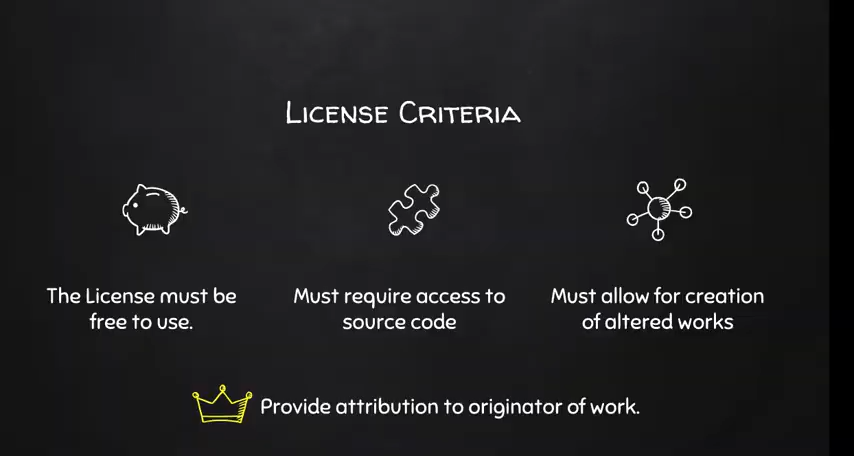 License Criteria
The License must be
free to use.
Must require access to
source code
Must allow for creation
of altered works
Provide attribution to originator of work.